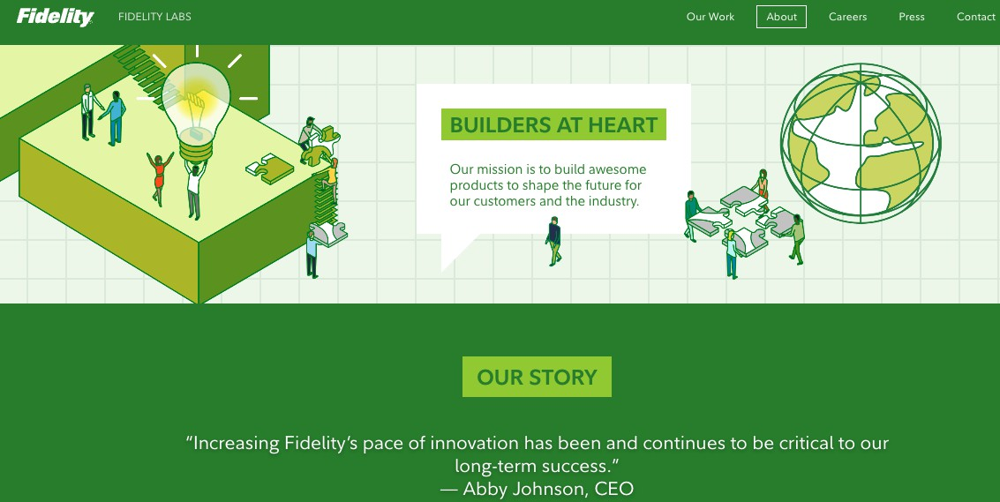 Fidelity
FIDELITY LABS
Our Work
About
Careers
Press
Contact
BUILDERS AT HEART
Our mission is to build awesome
products to shape the future for
our customers and the industry.
OUR STORY
“Increasing Fidelity’s pace of innovation has been and continues to be critical to our
long-term success.”
— Abby Johnson, CEO